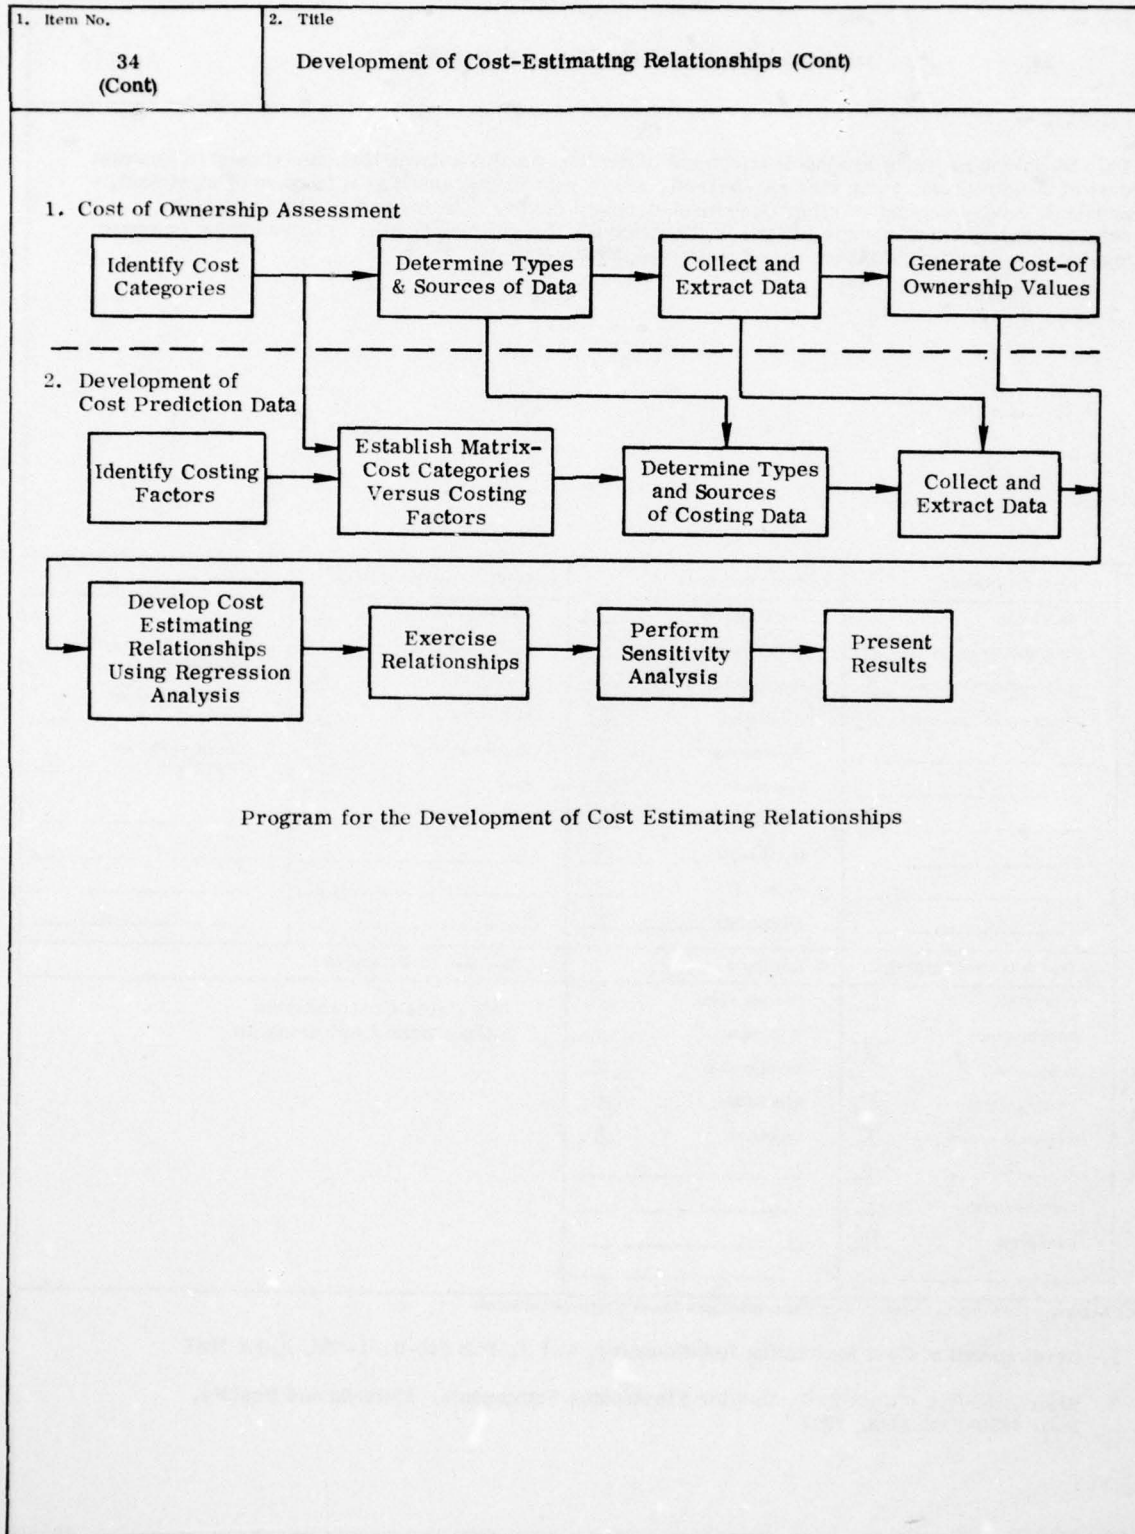 1. Item No.
34
(Cont)
2. Title
Development of Cost-Estimating Relationships (Cont)
1. Cost of Ownership Assessment
Identify Cost
Categories
Determine Types
& Sources of Data
Collect and
Extract Data
Generate Cost-of
Ownership Values
2. Development of
Cost Prediction Data
Identify Costing
Factors
Establish Matrix-
Cost Categories
Versus Costing
Factors
Determine Types
and Sources
of Costing Data
Collect and
Extract Data
Develop Cost
Estimating
Relationships
Using Regression
Analysis
Exercise
Relationships
Perform
Sensitivity
Analysis
Present
Results
Program for the Development of Cost Estimating Relationships